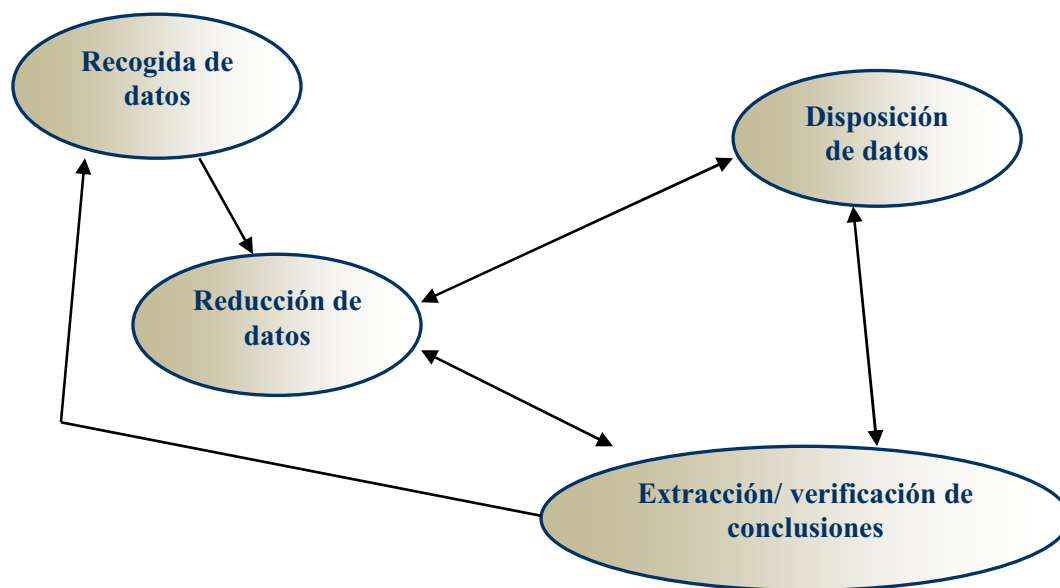 Recogida de
datos
Disposición
de datos
Reducción de
datos
Extracción/ verificación de
conclusiones